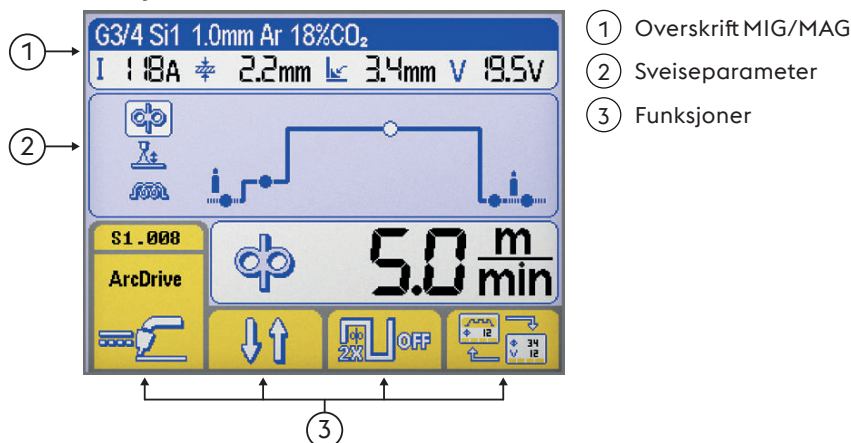 1 Overskrift MIG/MAG
2 Sveiseparameter
3 Funksjoner
1
G3/4 Si1 1.0mm Ar 18%CO₂
I 118A 2.2mm 3.4mm V 19.5V
2
S1.008
ArcDrive
5.0 m/min
2X OFF
12
34
V 12
3